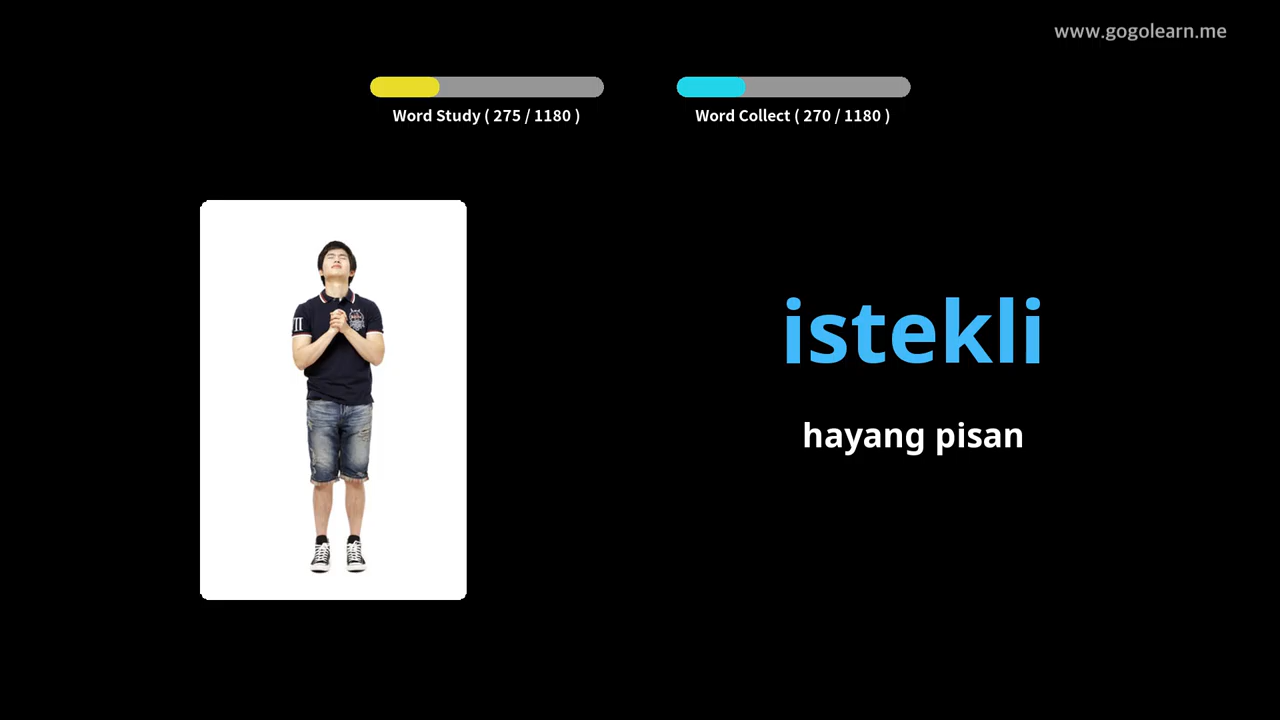 www.gogolearn.me
Word Study ( 275 / 1180 )
Word Collect ( 270 / 1180 )
istekli
hayang pisan